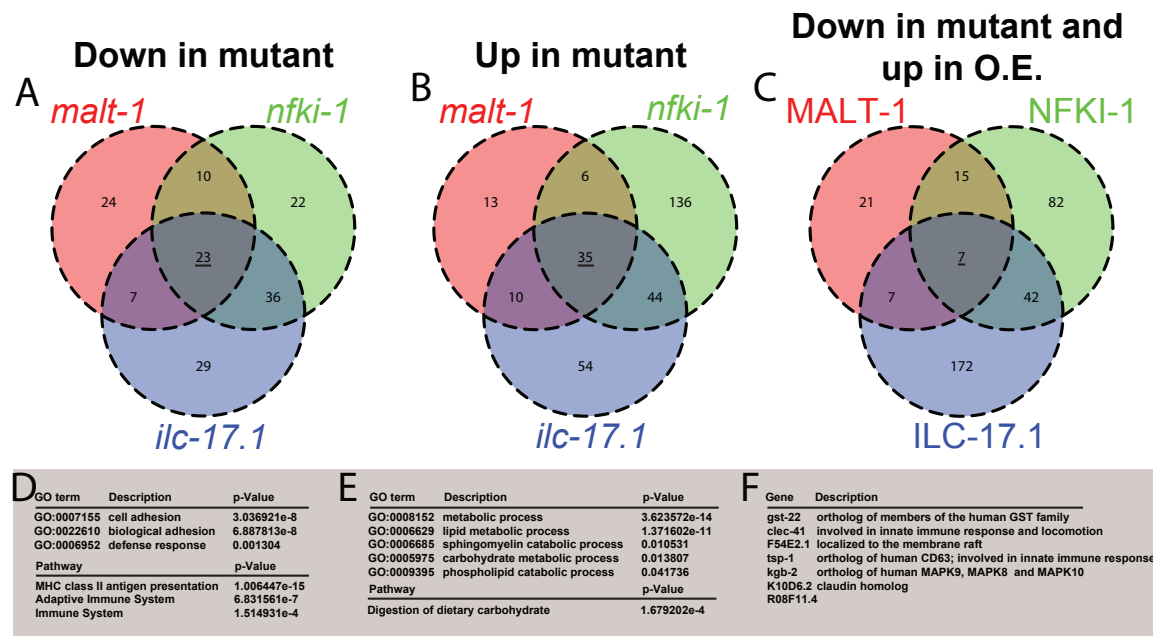 Down in mutant
A
malt-1
nfki-1
10
24
22
23
7
36
29
ilc-17.1
Up in mutant
B
malt-1
nfki-1
6
13
136
35
10
44
54
ilc-17.1
Down in mutant and
up in O.E.
C
MALT-1
NFKI-1
15
21
82
7
7
42
172
ILC-17.1
D
GO term Description p-Value
GO:0007155 cell adhesion 3.036921e-8
GO:0022610 biological adhesion 6.887813e-8
GO:0006952 defense response 0.001304
Pathway p-Value
MHC class II antigen presentation 1.006447e-15
Adaptive Immune System 6.831561e-7
Immune System 1.514931e-4
E
GO term Description p-Value
GO:0008152 metabolic process 3.623572e-14
GO:0006629 lipid metabolic process 1.371602e-11
GO:0006685 sphingomyelin catabolic process 0.010531
GO:0005975 carbohydrate metabolic process 0.013807
GO:0009395 phospholipid catabolic process 0.041736
Pathway p-Value
Digestion of dietary carbohydrate 1.679202e-4
F
Gene Description
gst-22 ortholog of members of the human GST family
clec-41 involved in innate immune response and locomotion
F54E2.1 localized to the membrane raft
tsp-1 ortholog of human CD63; involved in innate immune response
kgb-2 ortholog of human MAPK9, MAPK8 and MAPK10
K10D6.2 claudin homolog
R08F11.4